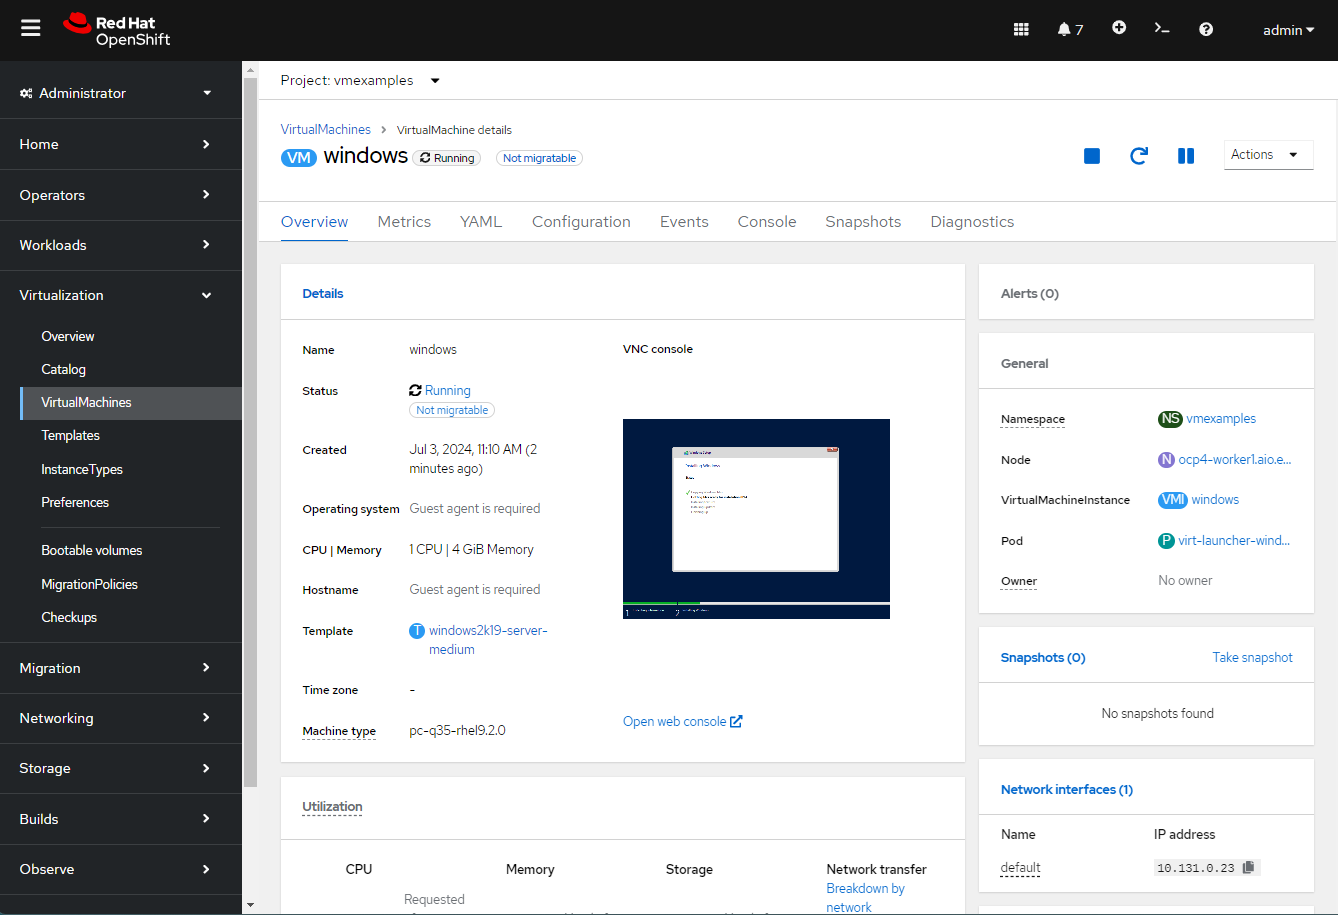 Red Hat
OpenShift
7
admin
Administrator
Home
Operators
Workloads
Virtualization
Overview
Catalog
VirtualMachines
Templates
InstanceTypes
Preferences
Bootable volumes
MigrationPolicies
Checkups
Migration
Networking
Storage
Builds
Observe
Project: vmexamples
VirtualMachines > VirtualMachine details
VM windows Running Not migratable
Actions
Overview Metrics YAML Configuration Events Console Snapshots Diagnostics
Details
Name windows
Status Running
Not migratable
Created Jul 3, 2024, 11:10 AM (2
minutes ago)
Operating system Guest agent is required
CPU | Memory 1 CPU | 4 GiB Memory
Hostname Guest agent is required
Template T windows2k19-server-
medium
Time zone -
Machine type pc-q35-rhel9.2.0
VNC console
Windows Setup
Installing Windows
Open web console
Utilization
CPU Memory Storage Network transfer
Breakdown by
network
Requested
Alerts (0)
General
Namespace NS vmexamples
Node N ocp4-worker1.aio.e...
VirtualMachineInstance VMI windows
Pod P virt-launcher-wind...
Owner No owner
Snapshots (0) Take snapshot
No snapshots found
Network interfaces (1)
Name IP address
default 10.131.0.23